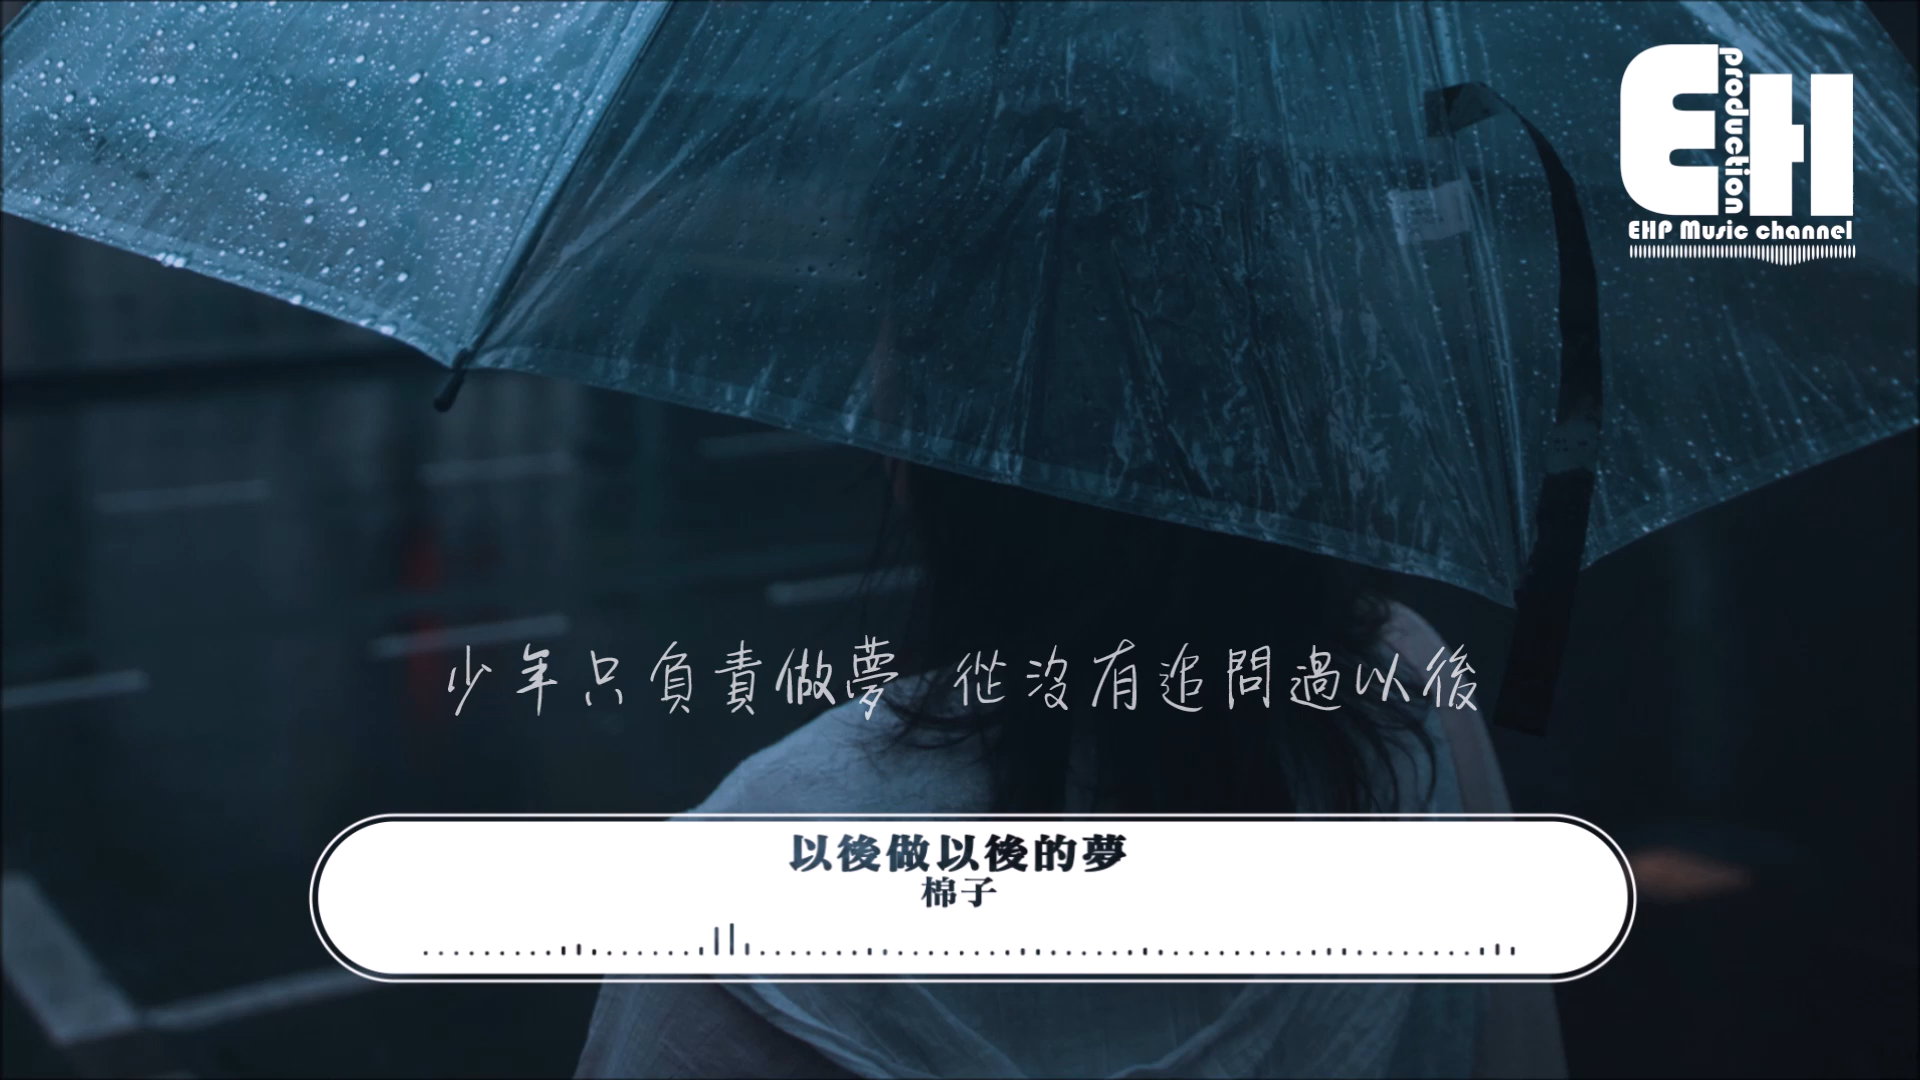 EH
production
EHP Music channel
少年只負責做夢 從沒有追問過以後
以後做以後的夢
棉子